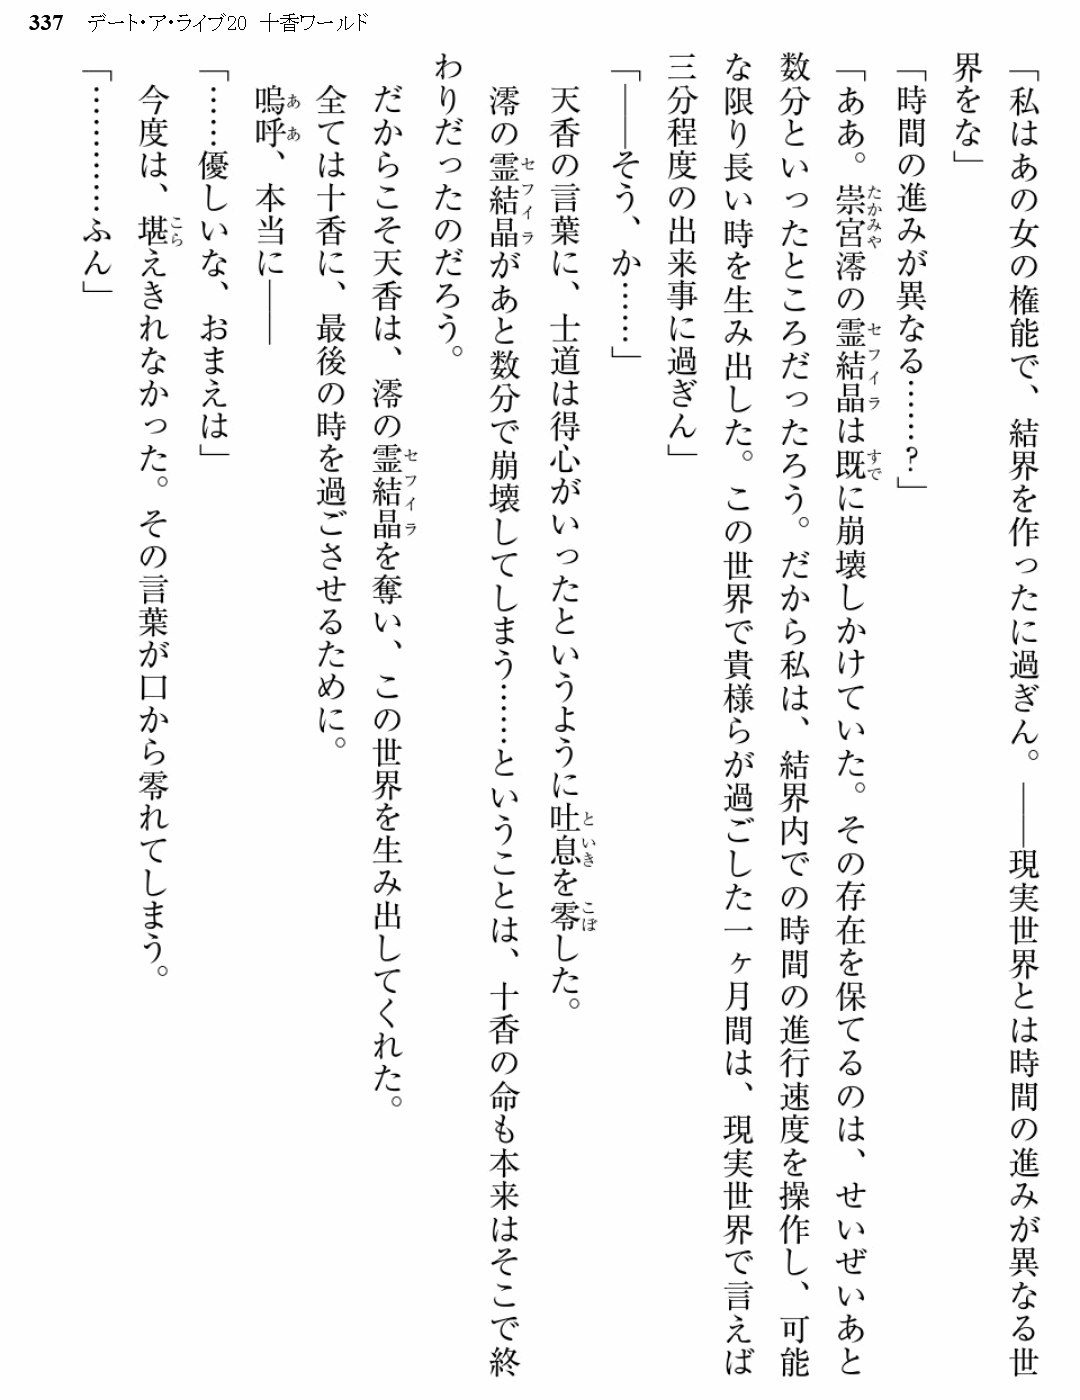 337 デート・ア・ライブ20 十香ワールド
「私はあの女の権能で、結界を作ったに過ぎん。――現実世界とは時間の進みが異なる世
界をな」
「時間の進みが異なる……?」
「ああ。崇宮澪の霊結晶は既に崩壊しかけていた。その存在を保てるのは、せいぜいあと
数分といったところだったろう。だから私は、結界内での時間の進行速度を操作し、可能
な限り長い時を生み出した。この世界で貴様らが過ごした一ヶ月間は、現実世界で言えば
三分程度の出来事に過ぎん」
「――そう、か……」
天香の言葉に、士道は得心がいったというように吐息を零した。
澪の霊結晶があと数分で崩壊してしまう……ということは、十香の命も本来はそこで終
わりだったのだろう。
だからこそ天香は、澪の霊結晶を奪い、この世界を生み出してくれた。
全ては十香に、最後の時を過ごさせるために。
嗚呼、本当に――
「……優しいな、おまえは」
今度は、堪えきれなかった。その言葉が口から零れてしまう。
「…………ふん」